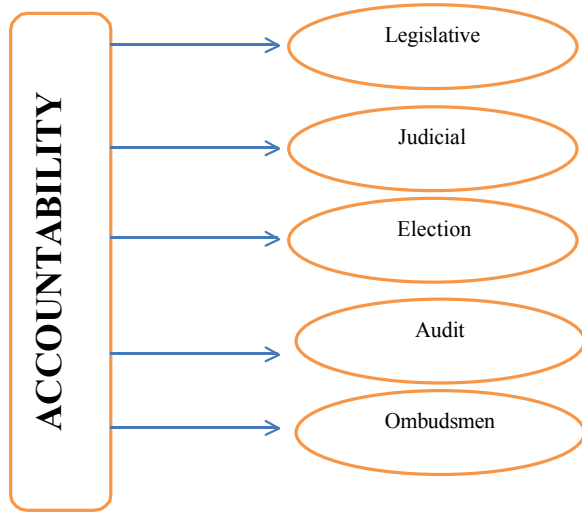 ACCOUNTABILITY
Legislative
Judicial
Election
Audit
Ombudsmen